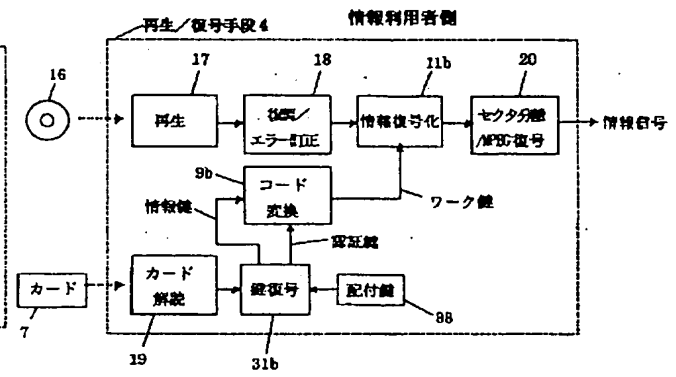 情報利用者側
再生／復号手段4
16
17
18
11b
20
再生
復調／
エラー訂正
情報復号化
セクタ分離
/MPEG復号
情報信号
9b
コード
変換
情報鍵
ワーク鍵
認証鍵
カード
カード
解読
鍵復号
配付鍵
7
19
31b